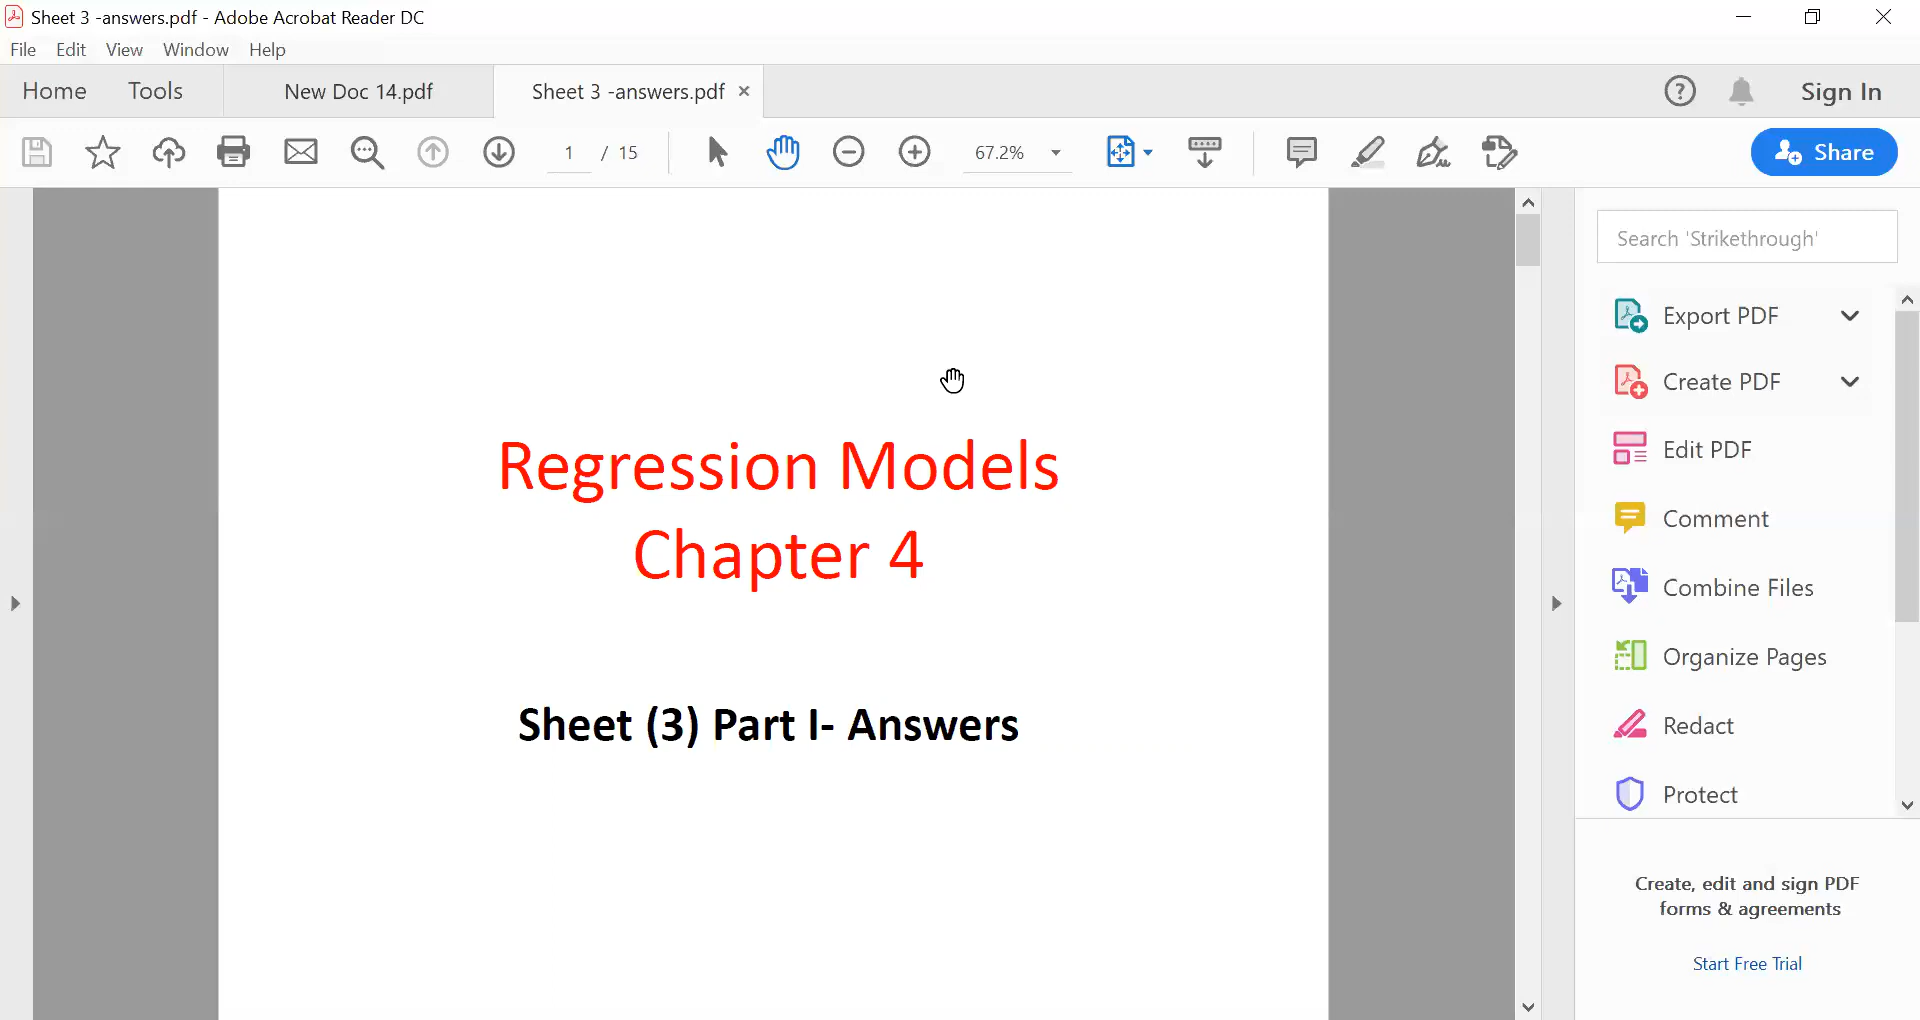 Sheet 3 -answers.pdf - Adobe Acrobat Reader DC
File Edit View Window Help
Home Tools New Doc 14.pdf Sheet 3 -answers.pdf × ? Sign In
1 / 15 67.2% Share
Search 'Strikethrough'
Export PDF
Create PDF
Edit PDF
Comment
Combine Files
Organize Pages
Redact
Protect
Create, edit and sign PDF
forms & agreements
Start Free Trial
Regression Models
Chapter 4
Sheet (3) Part I- Answers